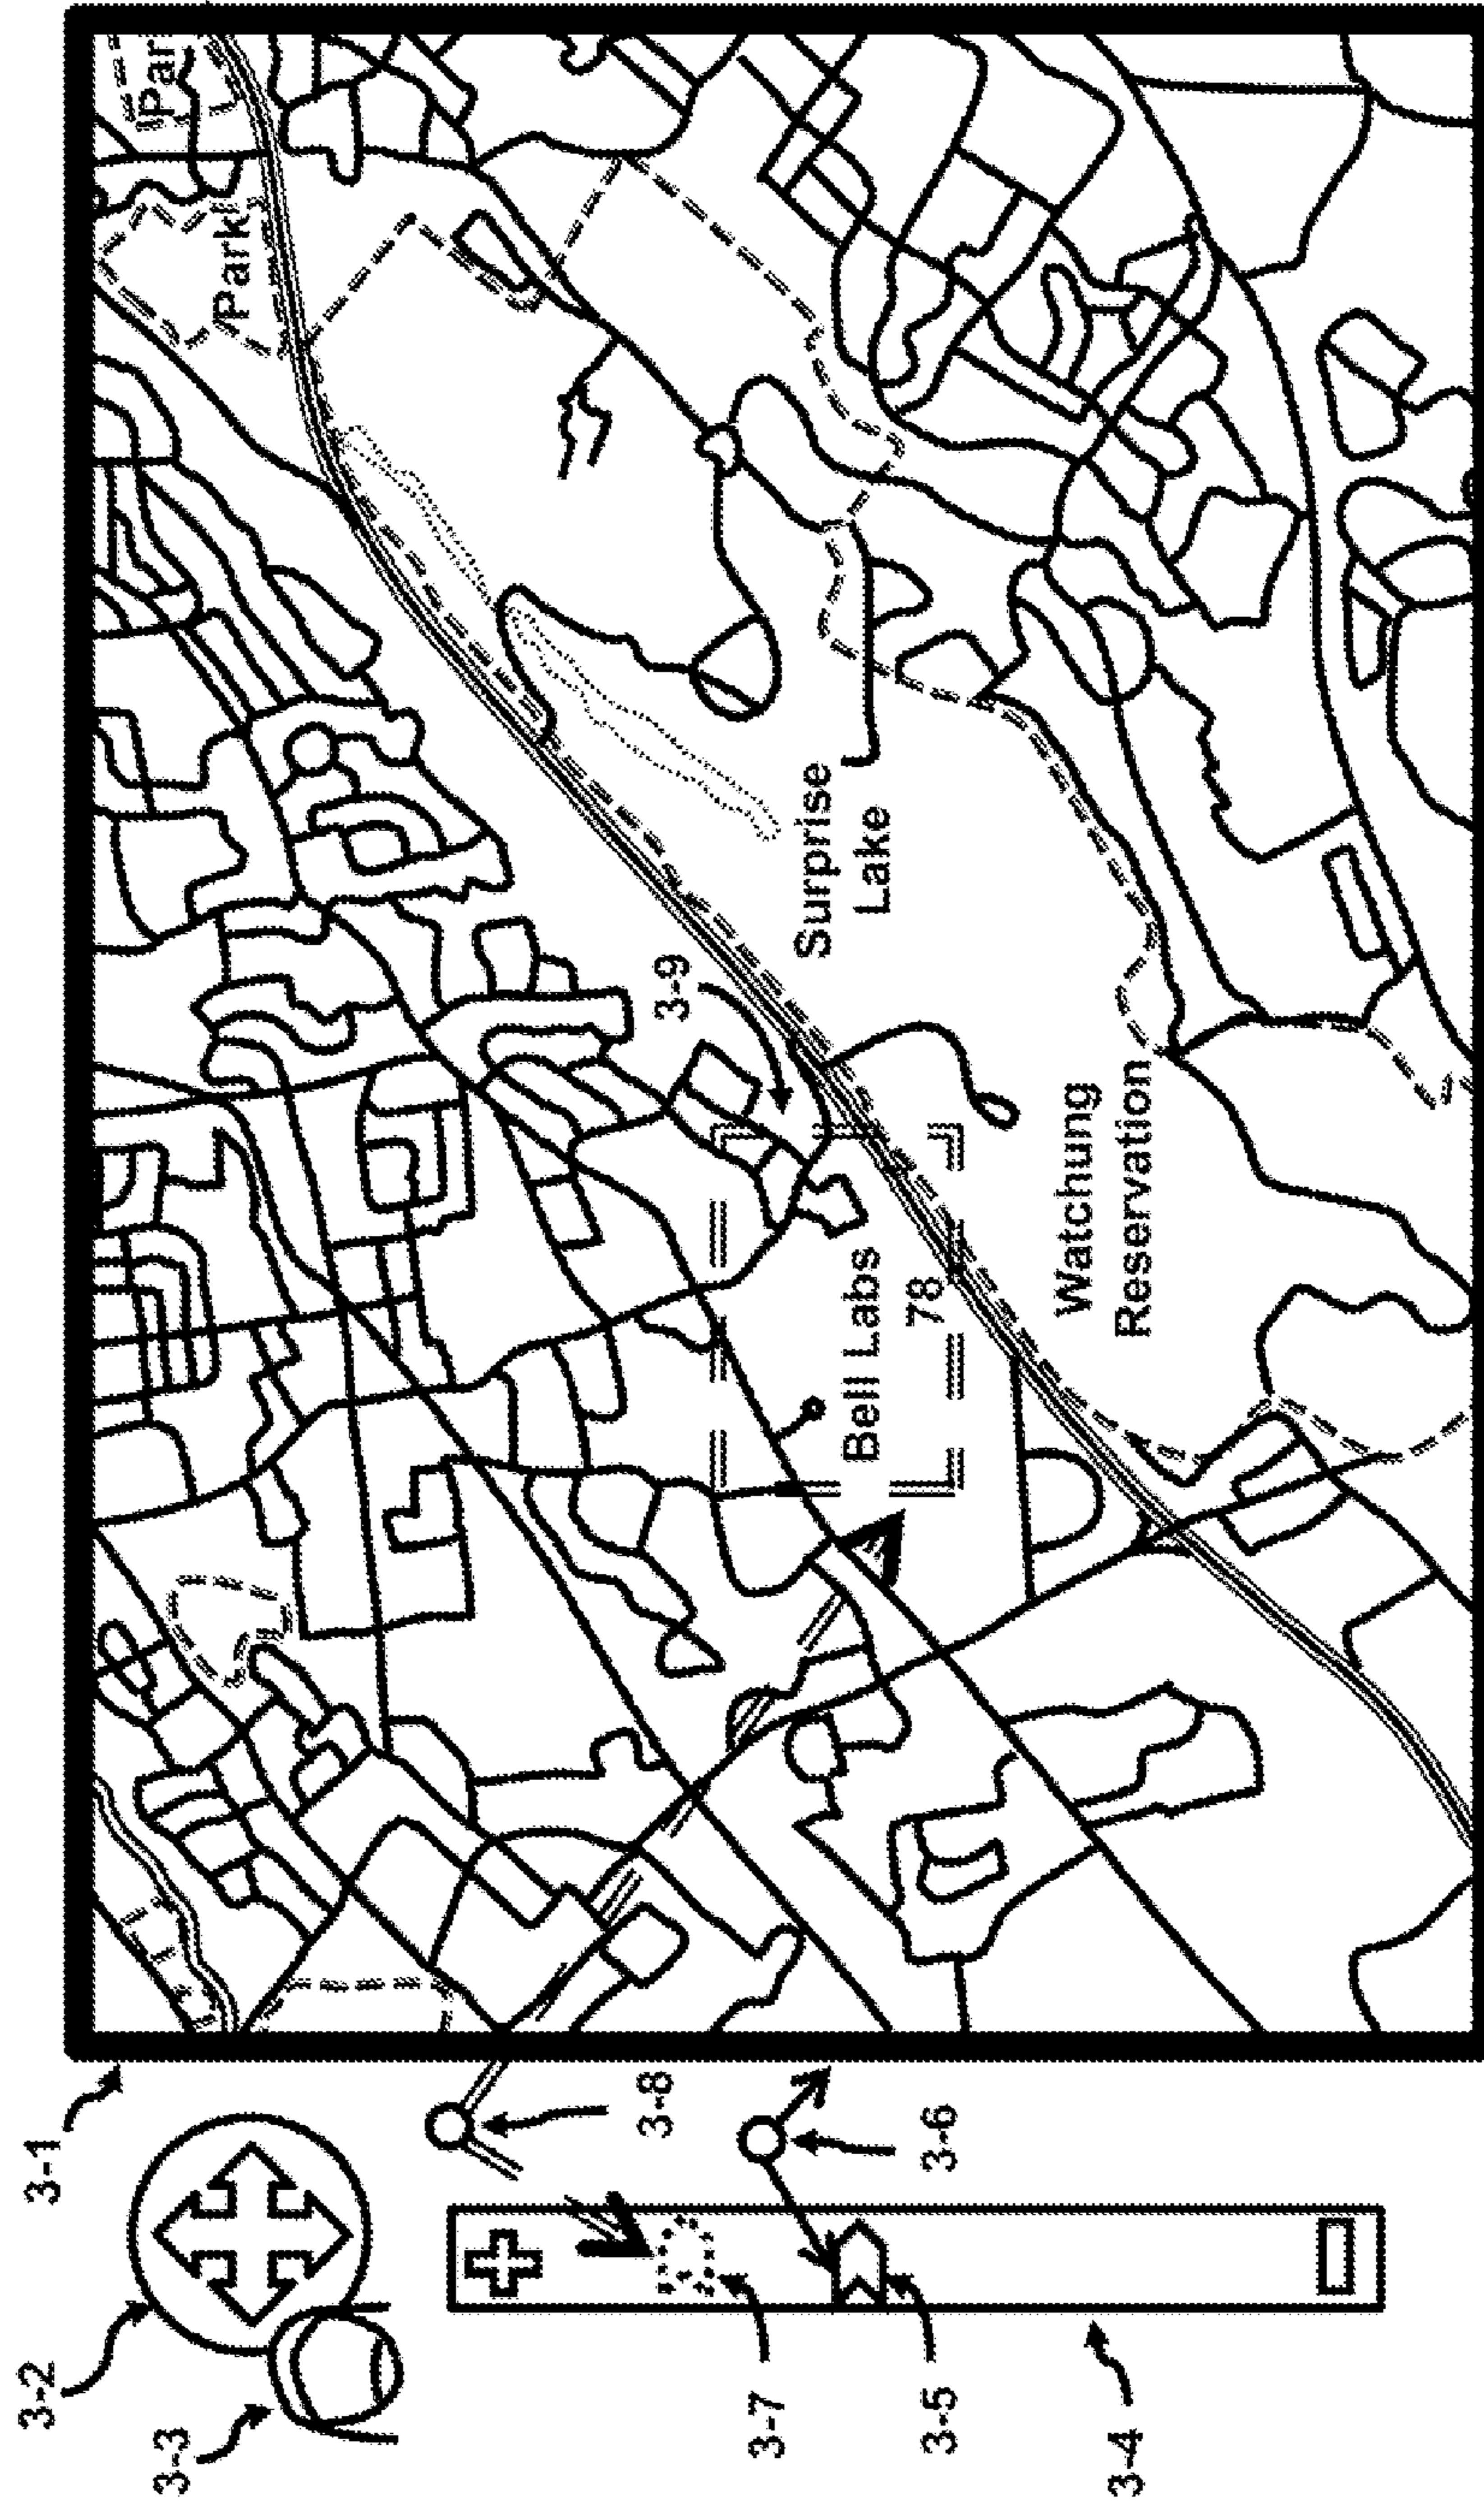 3-2
3-1
3-3
Par
Park
3-8
3-9
3-7
Surprise
Lake
Bell Labs
78
3-5
3-6
Watchung
Reservation
3-4